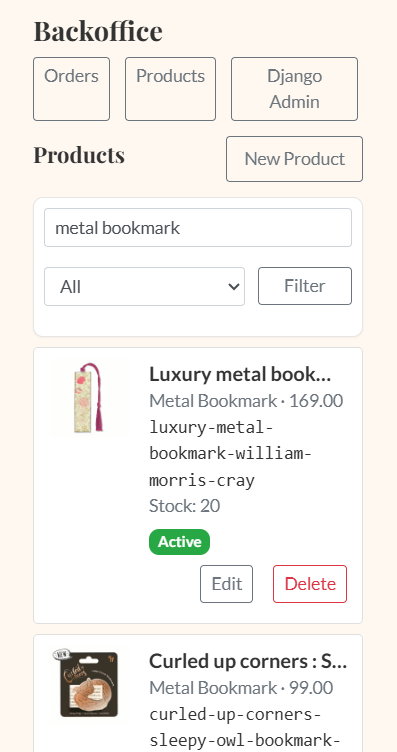 Backoffice
Orders
Products
Django
Admin
Products
New Product
metal bookmark
All
Filter
Luxury metal book...
Metal Bookmark · 169.00
luxury-metal-
bookmark-william-
morris-cray
Stock: 20
Active
Edit
Delete
Curled up corners : S...
Metal Bookmark · 99.00
curled-up-corners-
sleepy-owl-bookmark-